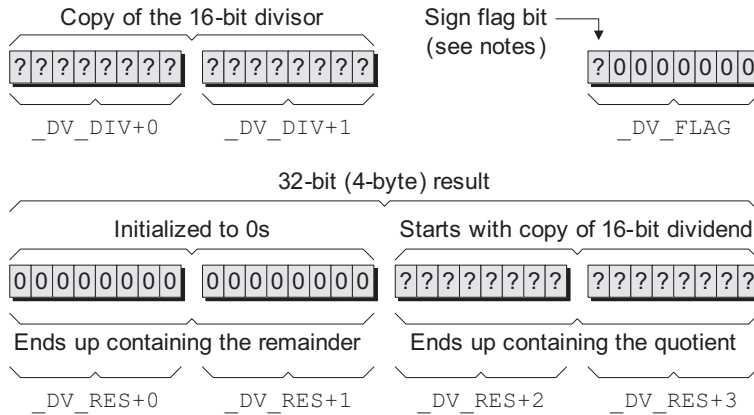 Copy of the 16-bit divisor
Sign flag bit
(see notes)
? ? ? ? ? ? ? ? ? ? ? ? ? ? ? ? ? 0 0 0 0 0 0 0
_DV_DIV+0 _DV_DIV+1 _DV_FLAG
32-bit (4-byte) result
Initialized to 0s Starts with copy of 16-bit dividend
0 0 0 0 0 0 0 0 0 0 0 0 0 0 0 0 ? ? ? ? ? ? ? ? ? ? ? ? ? ? ? ?
Ends up containing the remainder Ends up containing the quotient
_DV_RES+0 _DV_RES+1 _DV_RES+2 _DV_RES+3